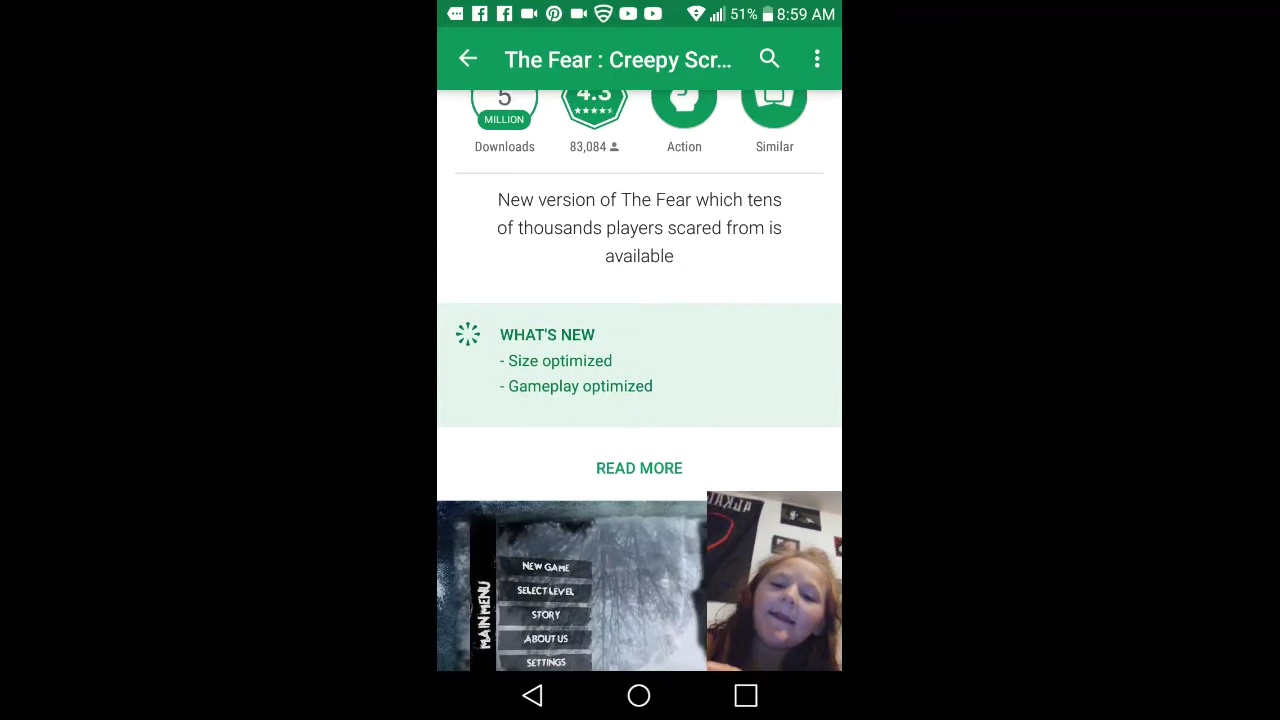 51% 8:59 AM
The Fear : Creepy Scr...
5
MILLION
4.3
Downloads
83,084
Action
Similar
New version of The Fear which tens
of thousands players scared from is
available
WHAT'S NEW
- Size optimized
- Gameplay optimized
READ MORE
MAIN MENU
NEW GAME
SELECT LEVEL
STORY
ABOUT US
SETTINGS